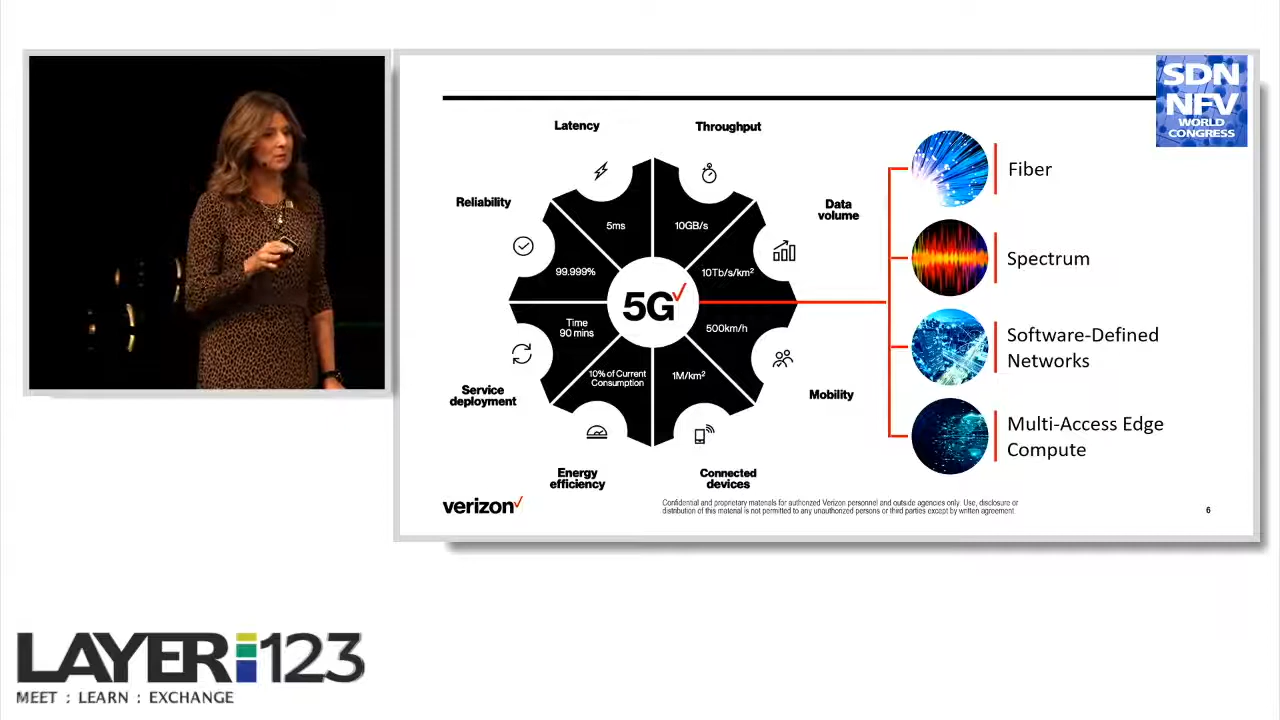 SDN
NFV
WORLD
CONGRESS
Latency
Throughput
Reliability
Data
volume
5ms
10GB/s
99.999%
10Tb/s/km²
5G
Time
90 mins
500km/h
10% of Current
Consumption
1M/km²
Service
deployment
Mobility
Energy
efficiency
Connected
devices
Fiber
Spectrum
Software-Defined
Networks
Multi-Access Edge
Compute
verizon
Confidential and proprietary materials for authorized Verizon personnel and outside agencies only. Use, disclosure or
distribution of this material is not permitted to any unauthorized persons or third parties except by written agreement.
6
LAYER123
MEET : LEARN : EXCHANGE